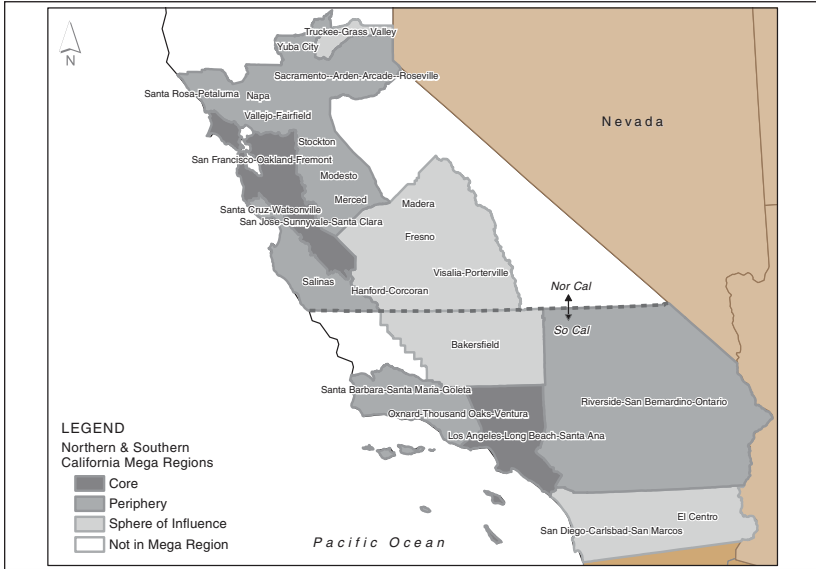 Truckee-Grass Valley
Yuba City
N
Sacramento--Arden-Arcade--Roseville
Santa Rosa-Petaluma
Napa
Vallejo-Fairfield
Nevada
Stockton
San Francisco-Oakland-Fremont
Modesto
Merced
Santa Cruz-Watsonville
Madera
San Jose-Sunnyvale-Santa Clara
Fresno
Visalia-Porterville
Salinas
Hanford-Corcoran
Nor Cal
So Cal
Bakersfield
Santa Barbara-Santa Maria-Goleta
Riverside-San Bernardino-Ontario
Oxnard-Thousand Oaks-Ventura
Los Angeles-Long Beach-Santa Ana
LEGEND
Northern & Southern
California Mega Regions
Core
Periphery
Sphere of Influence
Not in Mega Region
El Centro
San Diego-Carlsbad-San Marcos
Pacific Ocean